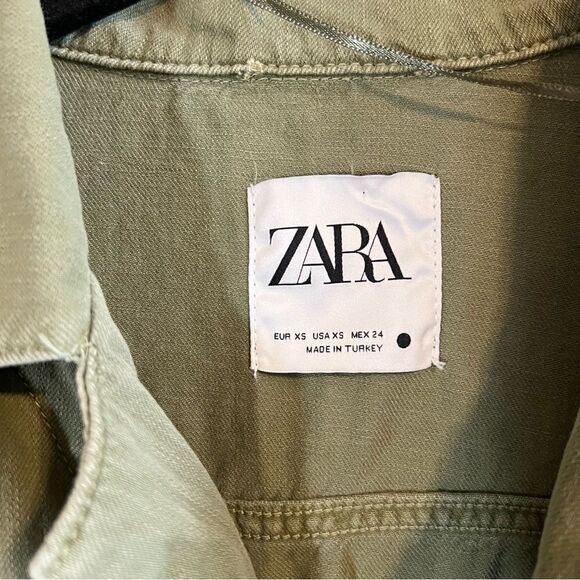 ZARA
EUR XS USA XS MEX 24
MADE IN TURKEY